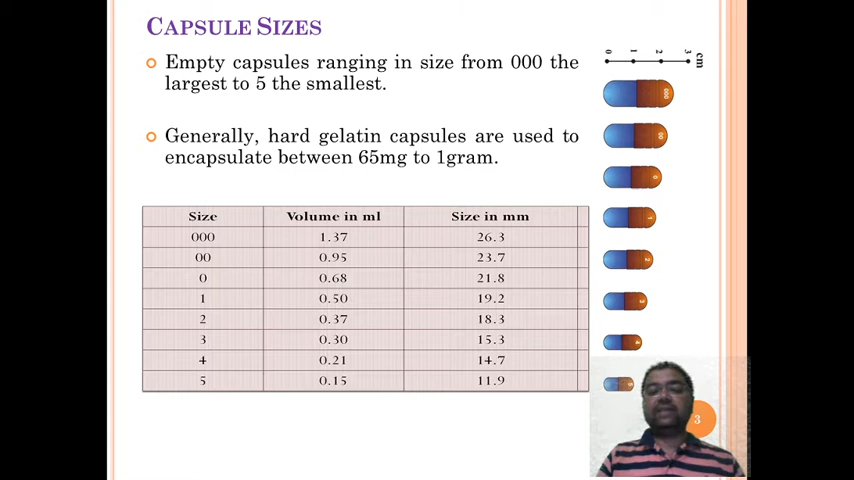 CAPSULE SIZES
Empty capsules ranging in size from 000 the
largest to 5 the smallest.
Generally, hard gelatin capsules are used to
encapsulate between 65mg to 1gram.
Size Volume in ml Size in mm
000 1.37 26.3
00 0.95 23.7
0 0.68 21.8
1 0.50 19.2
2 0.37 18.3
3 0.30 15.3
4 0.21 14.7
5 0.15 11.9
0 1 2 3 cm
000
00
0
1
2
3
4
5
3